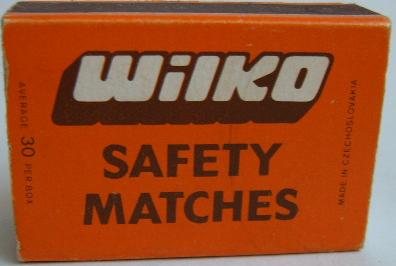 Wilko
SAFETY
MATCHES
AVERAGE 30 PER BOX
MADE IN CZECHOSLOVAKIA